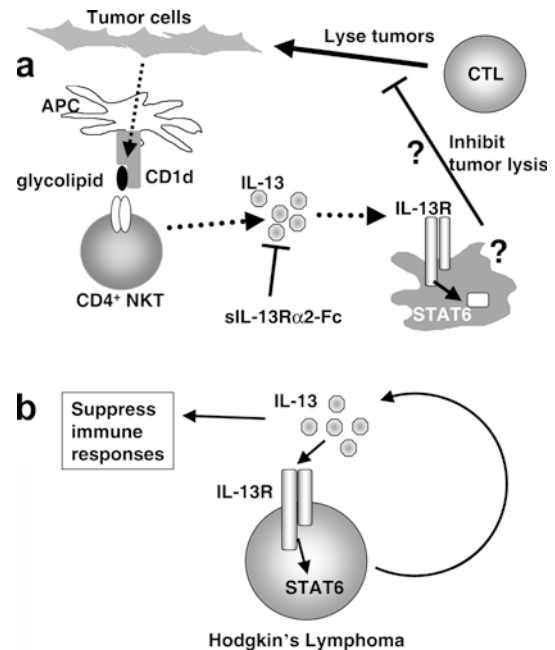 Tumor cells
Lyse tumors
a
CTL
APC
Inhibit
tumor lysis
?
glycolipid
CD1d
IL-13
IL-13R
?
STAT6
CD4⁺ NKT
sIL-13Rα2-Fc
b
Suppress
immune
responses
IL-13
IL-13R
STAT6
Hodgkin's Lymphoma